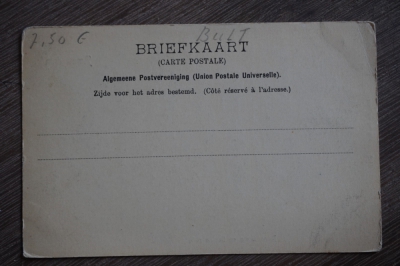 7.50 € BULT
BRIEFKAART
(CARTE POSTALE)
Algemeene Postvereeniging (Union Postale Universelle).
Zijde voor het adres bestemd. (Côté réservé à l'adresse.)